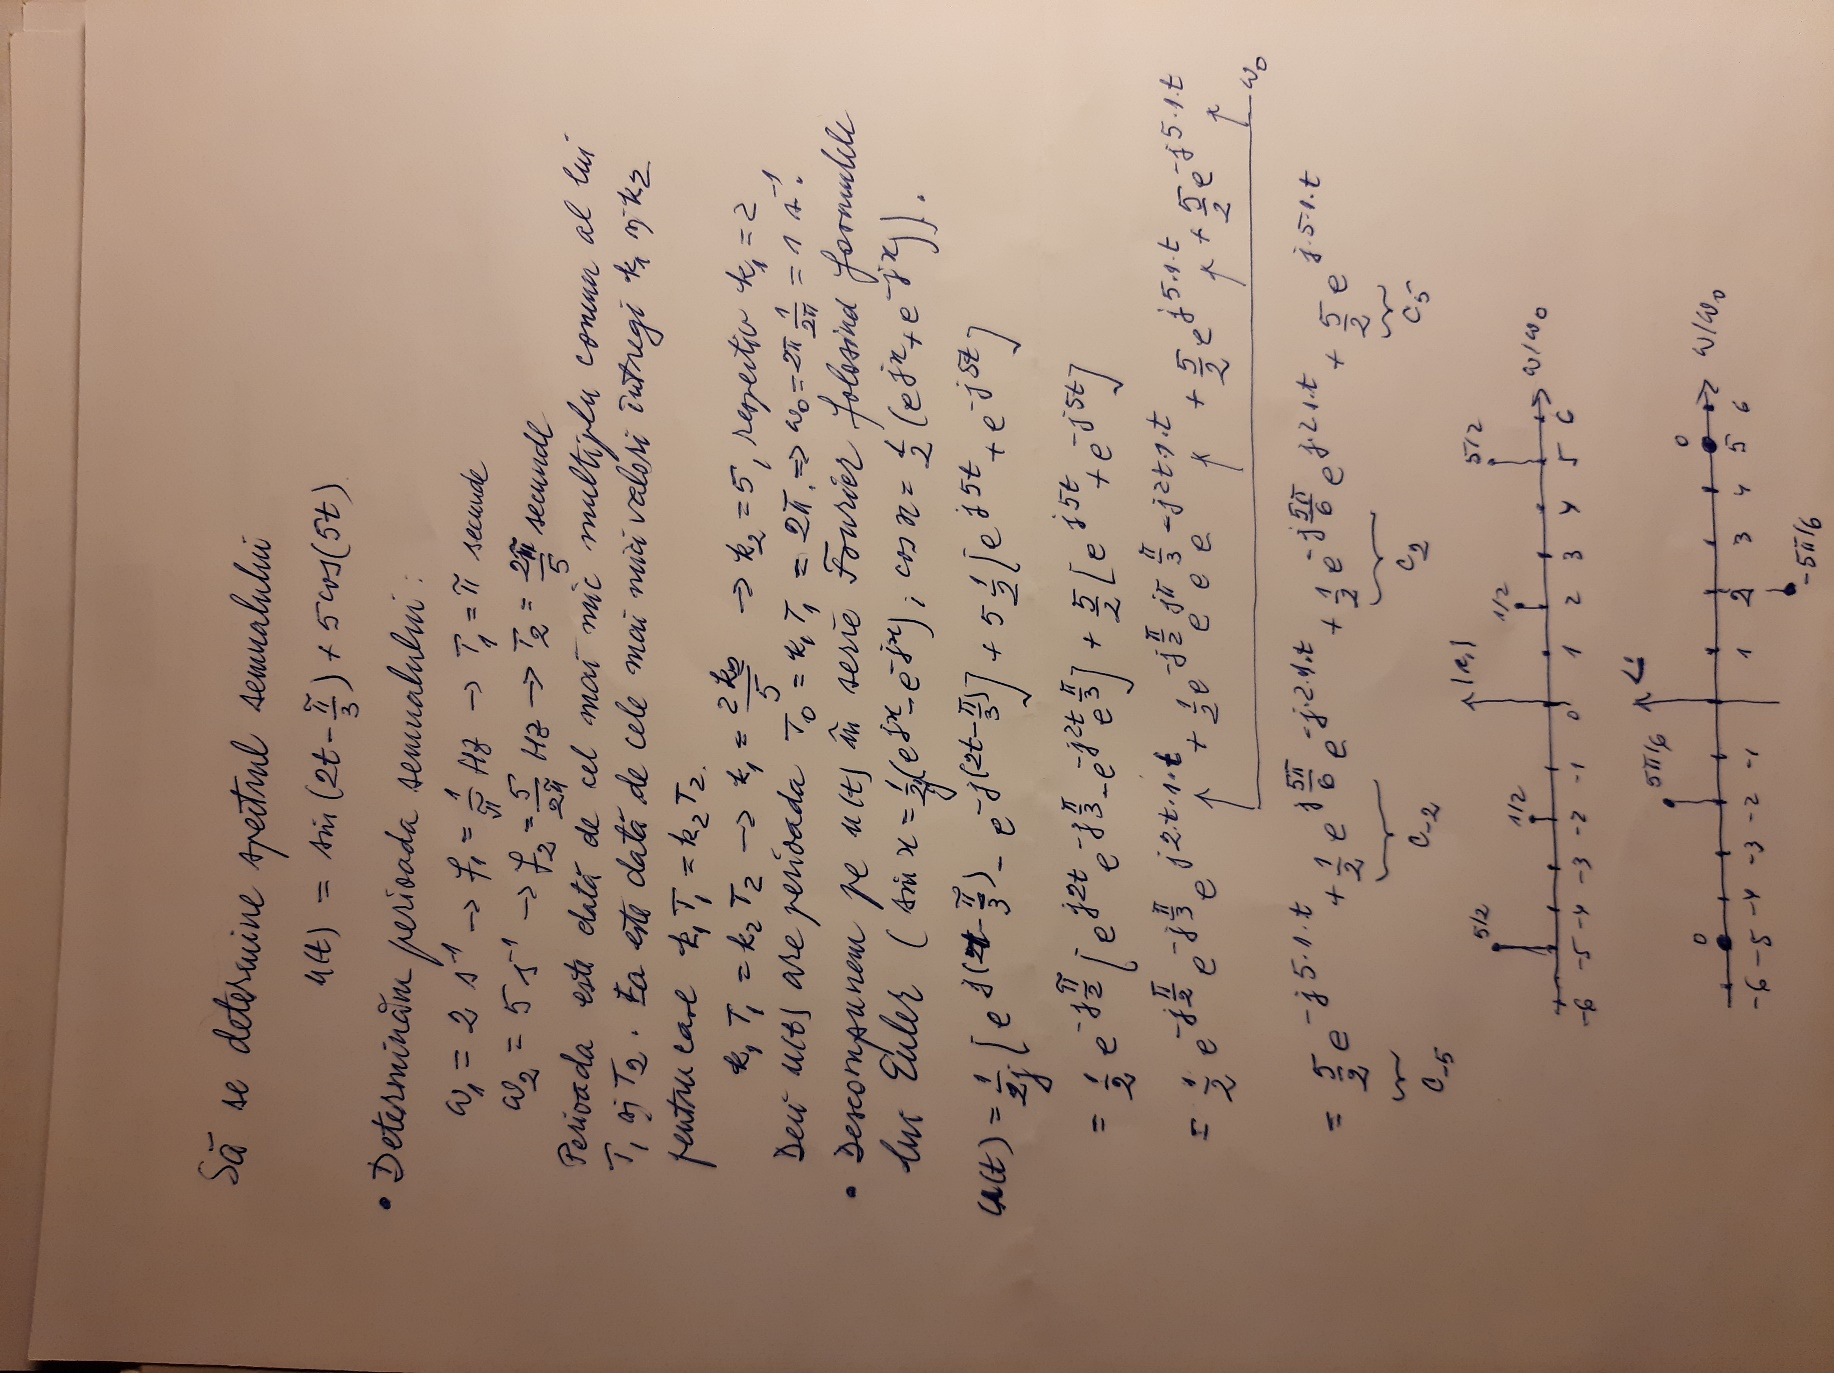 Să se determine spectrul semnalului
u(t) = sin(2t - π/3) + 5cos(5t)
• Determinăm perioada semnalului:
ω₁ = 2 s⁻¹ → f₁ = 1/π Hz → T₁ = π secunde
ω₂ = 5 s⁻¹ → f₂ = 5/2π Hz → T₂ = 2π/5 secunde
Perioada este dată de cel mai mic multiplu comun al lui
T₁ și T₂. Ea este dată de cele mai mici valori întregi k₁ și k₂
pentru care k₁T₁ = k₂T₂.
k₁T₁ = k₂T₂ → k₁ = 2k₂/5 → k₂ = 5, respectiv k₁ = 2
Deci u(t) are perioada T₀ = k₁T₁ = 2π. ⇒ ω₀ = 2π 1/2π = 1 s⁻¹.
• Descompunem pe u(t) în serie Fourier folosind formulele
lui Euler (sin x = 1/2j (e^jx - e^-jx); cos x = 1/2 (e^jx + e^-jx)).
u(t) = 1/2j [e^j(2t-π/3) - e^-j(2t-π/3)] + 5 1/2 [e^j5t + e^-j5t]
= 1/2 e^-jπ/2 [e^j2t e^-jπ/3 - e^-j2t e^jπ/3] + 5/2 [e^j5t + e^-j5t]
= 1/2 e^-jπ/2 e^-jπ/3 e^j2·t·1·t + 1/2 e^-jπ/2 e^jπ e^jπ/3 e^-j2t·1·t + 5/2 e^j5·1·t + 5/2 e^-j5·1·t
ω₀
= 5/2 e^-j5·1·t + 1/2 e^j5π/6 e^-j·2·1·t + 1/2 e^-j5π/6 e^j·2·1·t + 5/2 e^j·5·1·t
C₋₅ C₋₂ C₂ C₅
5/2 1/2 1/2 5/2
ω/ω₀
-6 -5 -4 -3 -2 -1 0 1 2 3 4 5 6
0 5π/6 0
ω/ω₀
-6 -5 -4 -3 -2 -1 1 2 3 4 5 6
-5π/6